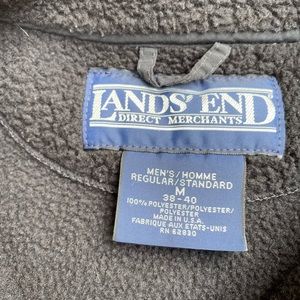 LANDS' END
DIRECT MERCHANTS
MEN'S/HOMME
REGULAR/STANDARD
M
38-40
100% POLYESTER/POLYESTER/
POLYESTER
MADE IN U.S.A.
FABRIQUE AUX ETATS-UNIS
RN 62830